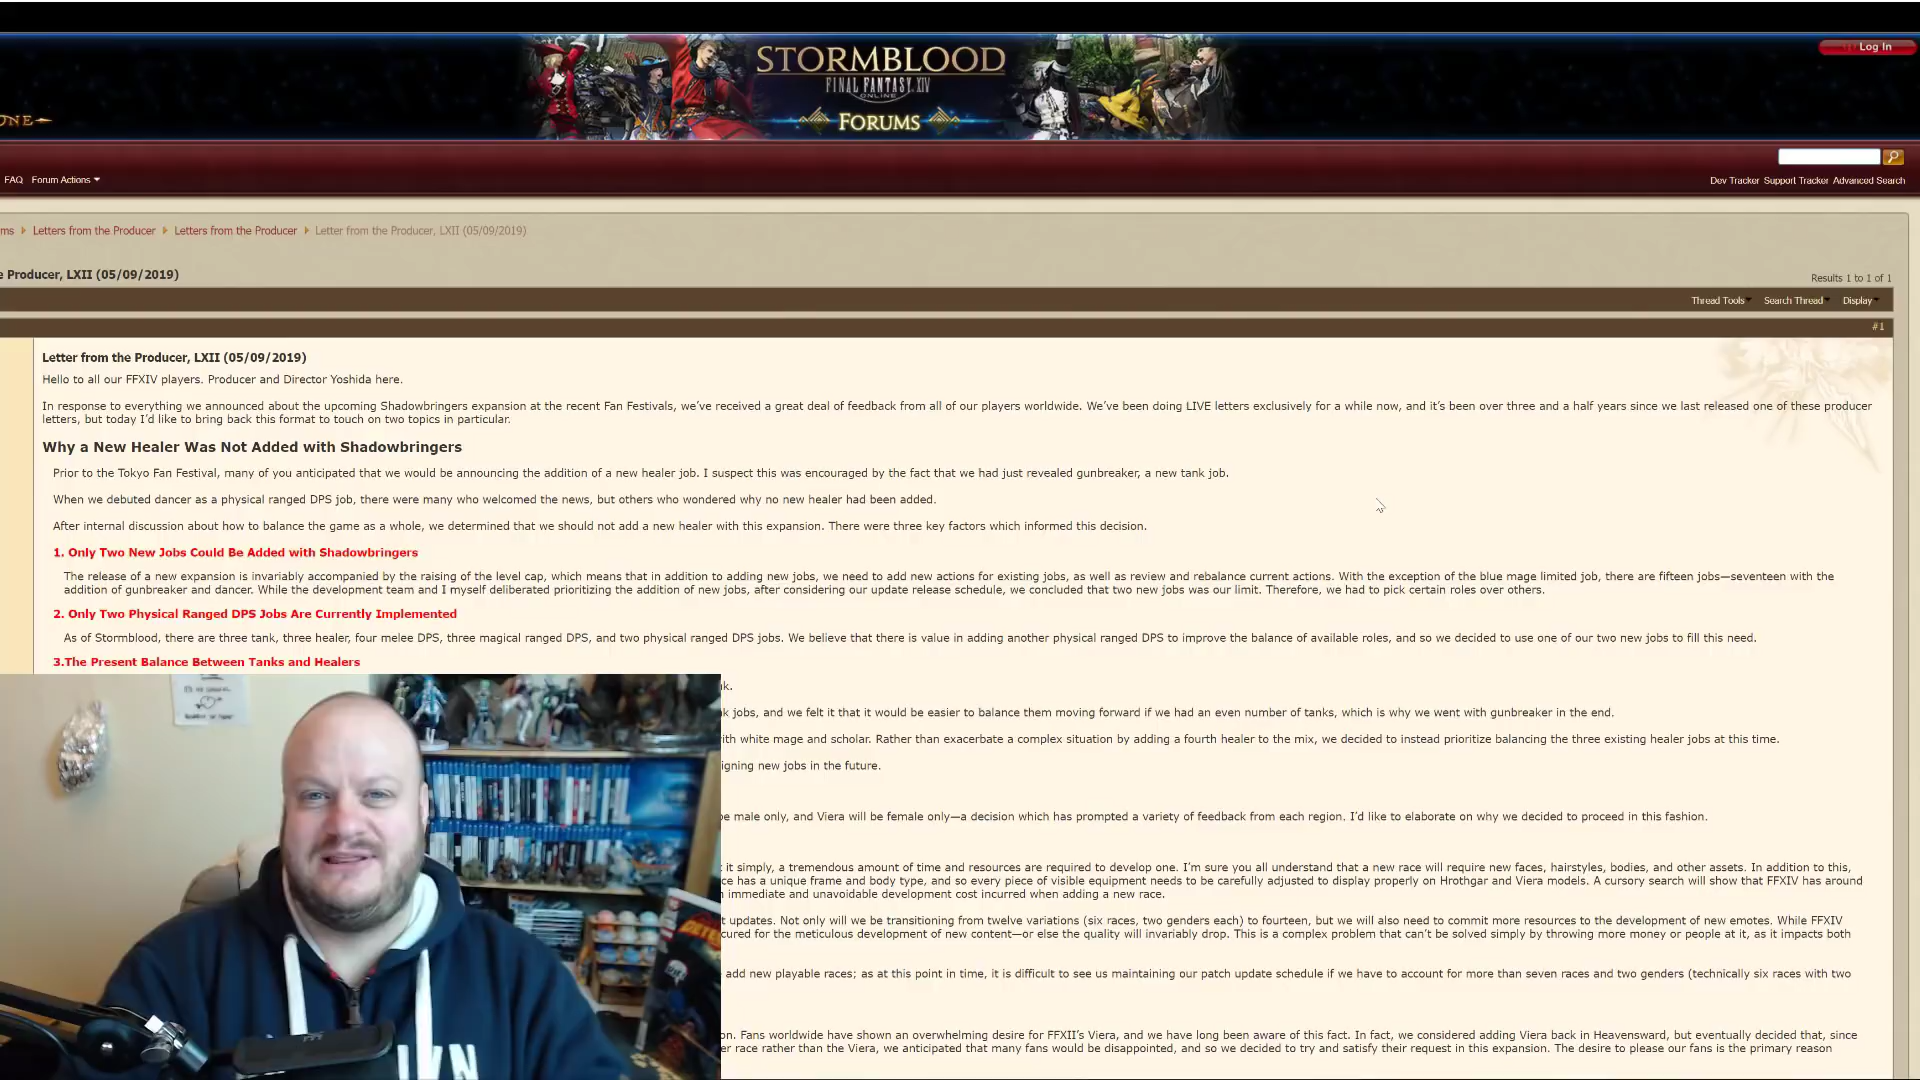 Log In
STORMBLOOD
FINAL FANTASY XIV
ONLINE
FORUMS
ONE
FAQ Forum Actions
Dev Tracker Support Tracker Advanced Search
ms Letters from the Producer Letters from the Producer Letter from the Producer, LXII (05/09/2019)
e Producer, LXII (05/09/2019)
Results 1 to 1 of 1
Thread Tools Search Thread Display
#1
Letter from the Producer, LXII (05/09/2019)
Hello to all our FFXIV players. Producer and Director Yoshida here.
In response to everything we announced about the upcoming Shadowbringers expansion at the recent Fan Festivals, we've received a great deal of feedback from all of our players worldwide. We've been doing LIVE letters exclusively for a while now, and it's been over three and a half years since we last released one of these producer
letters, but today I'd like to bring back this format to touch on two topics in particular.
Why a New Healer Was Not Added with Shadowbringers
Prior to the Tokyo Fan Festival, many of you anticipated that we would be announcing the addition of a new healer job. I suspect this was encouraged by the fact that we had just revealed gunbreaker, a new tank job.
When we debuted dancer as a physical ranged DPS job, there were many who welcomed the news, but others who wondered why no new healer had been added.
After internal discussion about how to balance the game as a whole, we determined that we should not add a new healer with this expansion. There were three key factors which informed this decision.
1. Only Two New Jobs Could Be Added with Shadowbringers
The release of a new expansion is invariably accompanied by the raising of the level cap, which means that in addition to adding new jobs, we need to add new actions for existing jobs, as well as review and rebalance current actions. With the exception of the blue mage limited job, there are fifteen jobs—seventeen with the
addition of gunbreaker and dancer. While the development team and I myself deliberated prioritizing the addition of new jobs, after considering our update release schedule, we concluded that two new jobs was our limit. Therefore, we had to pick certain roles over others.
2. Only Two Physical Ranged DPS Jobs Are Currently Implemented
As of Stormblood, there are three tank, three healer, four melee DPS, three magical ranged DPS, and two physical ranged DPS jobs. We believe that there is value in adding another physical ranged DPS to improve the balance of available roles, and so we decided to use one of our two new jobs to fill this need.
3.The Present Balance Between Tanks and Healers
k.
k jobs, and we felt it that it would be easier to balance them moving forward if we had an even number of tanks, which is why we went with gunbreaker in the end.
ith white mage and scholar. Rather than exacerbate a complex situation by adding a fourth healer to the mix, we decided to instead prioritize balancing the three existing healer jobs at this time.
igning new jobs in the future.
e male only, and Viera will be female only—a decision which has prompted a variety of feedback from each region. I'd like to elaborate on why we decided to proceed in this fashion.
it simply, a tremendous amount of time and resources are required to develop one. I'm sure you all understand that a new race will require new faces, hairstyles, bodies, and other assets. In addition to this,
ce has a unique frame and body type, and so every piece of visible equipment needs to be carefully adjusted to display properly on Hrothgar and Viera models. A cursory search will show that FFXIV has around
immediate and unavoidable development cost incurred when adding a new race.
t updates. Not only will we be transitioning from twelve variations (six races, two genders each) to fourteen, but we will also need to commit more resources to the development of new emotes. While FFXIV
cured for the meticulous development of new content—or else the quality will invariably drop. This is a complex problem that can't be solved simply by throwing more money or people at it, as it impacts both
add new playable races; as at this point in time, it is difficult to see us maintaining our patch update schedule if we have to account for more than seven races and two genders (technically six races with two
on. Fans worldwide have shown an overwhelming desire for FFXII's Viera, and we have long been aware of this fact. In fact, we considered adding Viera back in Heavensward, but eventually decided that, since
er race rather than the Viera, we anticipated that many fans would be disappointed, and so we decided to try and satisfy their request in this expansion. The desire to please our fans is the primary reason